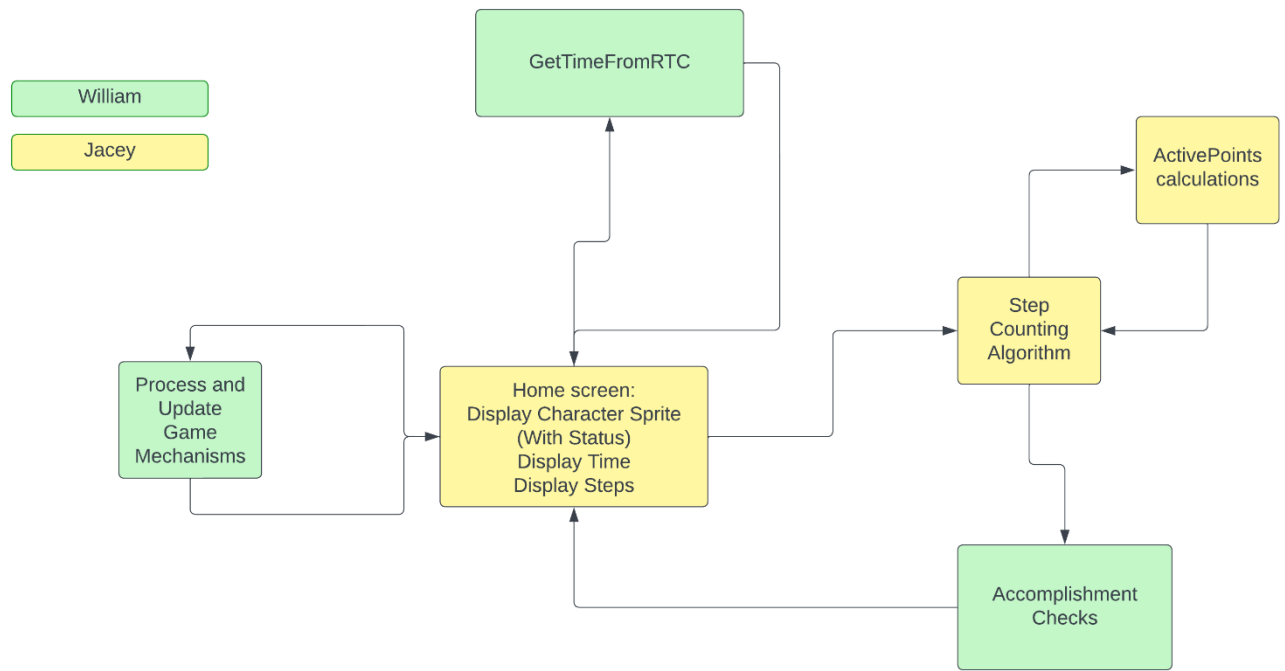 GetTimeFromRTC
William
Jacey
ActivePoints
calculations
Step
Counting
Algorithm
Process and
Update
Game
Mechanisms
Home screen:
Display Character Sprite
(With Status)
Display Time
Display Steps
Accomplishment
Checks